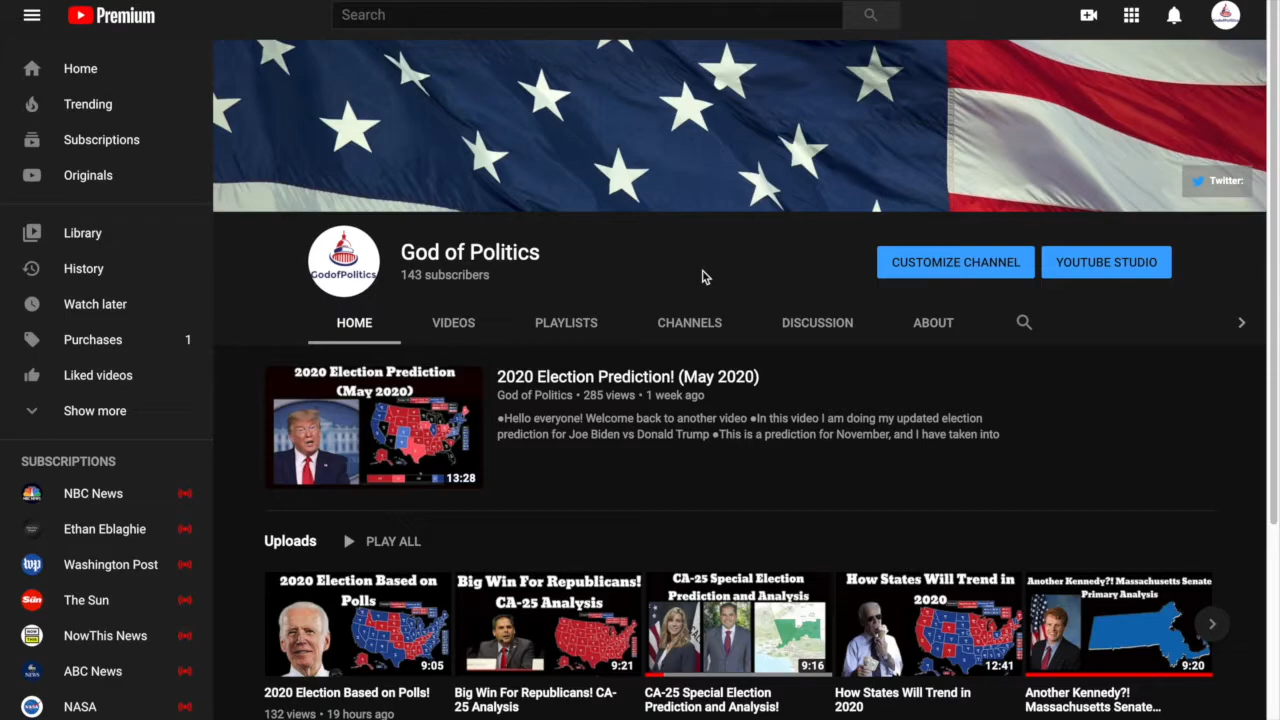 Premium
Search
GodofPolitics
Home
Trending
Subscriptions
Originals
Library
History
Watch later
Purchases 1
Liked videos
Show more
SUBSCRIPTIONS
NBC News
Ethan Eblaghie
Washington Post
The Sun
NowThis News
ABC News
NASA
Twitter:
GodofPolitics
God of Politics
143 subscribers
CUSTOMIZE CHANNEL
YOUTUBE STUDIO
HOME VIDEOS PLAYLISTS CHANNELS DISCUSSION ABOUT
2020 Election Prediction
(May 2020)
13:28
2020 Election Prediction! (May 2020)
God of Politics • 285 views • 1 week ago
●Hello everyone! Welcome back to another video ●In this video I am doing my updated election
prediction for Joe Biden vs Donald Trump ●This is a prediction for November, and I have taken into
Uploads
PLAY ALL
2020 Election Based on
Polls
9:05
2020 Election Based on Polls!
132 views • 19 hours ago
Big Win For Republicans!
CA-25 Analysis
9:21
Big Win For Republicans! CA-
25 Analysis
CA-25 Special Election
Prediction and Analysis
9:16
CA-25 Special Election
Prediction and Analysis!
How States Will Trend in
2020
12:41
How States Will Trend in
2020
Another Kennedy?! Massachusetts Senate
Primary Analysis
9:20
Another Kennedy?!
Massachusetts Senate...